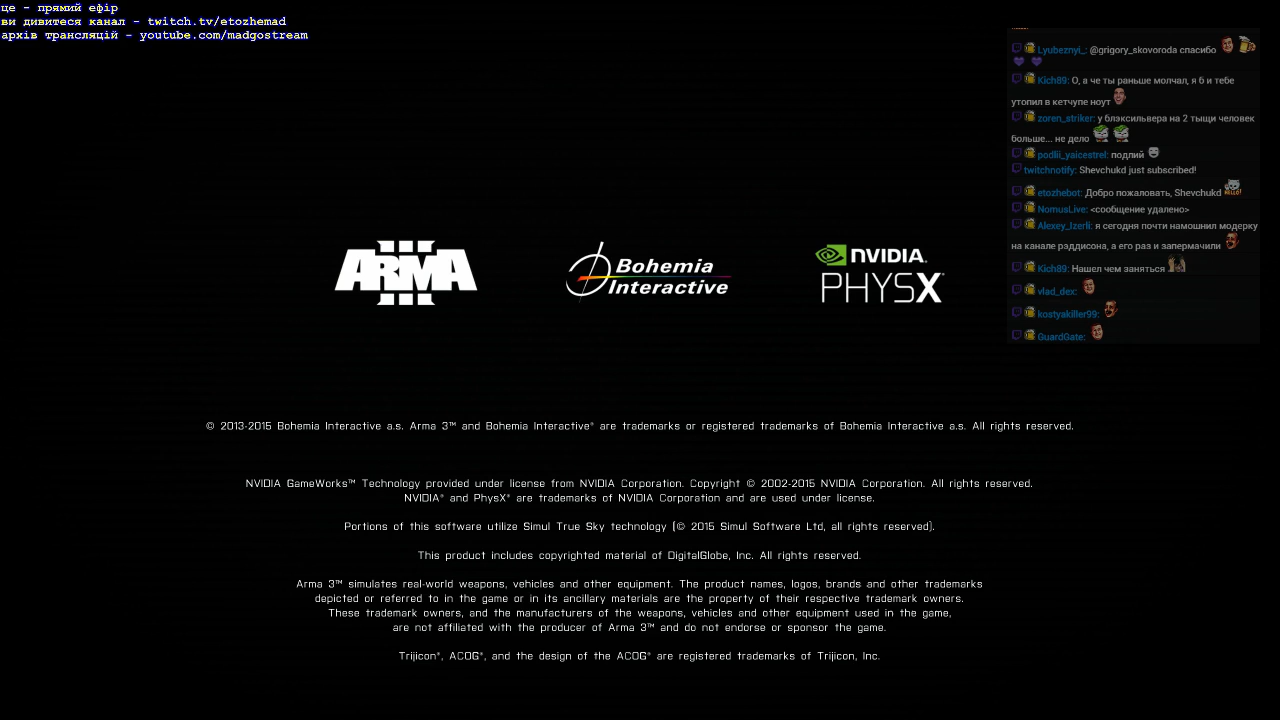 це - прямий ефір
ви дивитеся канал - twitch.tv/etozhemad
архів трансляцій - youtube.com/madgostream
Lyubeznyi_: @grigory_skovoroda спасибо
Kich89: О, а че ты раньше молчал, я б и тебе
утопил в кетчупе ноут
zoren_striker: у блэксильвера на 2 тыщи человек
больше... не дело
podlii_yaicestrel: подлий
twitchnotify: Shevchukd just subscribed!
etozhebot: Добро пожаловать, Shevchukd
HELLO!
NomusLive: <сообщение удалено>
Alexey_Izerli: я сегодня почти намошнил модерку
на канале рэддисона, а его раз и запермачили
Kich89: Нашел чем заняться
vlad_dex:
kostyakiller99:
GuardGate:
ARMA III
Bohemia Interactive
NVIDIA. PHYSX
© 2013-2015 Bohemia Interactive a.s. Arma 3™ and Bohemia Interactive® are trademarks or registered trademarks of Bohemia Interactive a.s. All rights reserved.
NVIDIA GameWorks™ Technology provided under license from NVIDIA Corporation. Copyright © 2002-2015 NVIDIA Corporation. All rights reserved.
NVIDIA® and PhysX® are trademarks of NVIDIA Corporation and are used under license.
Portions of this software utilize Simul True Sky technology (© 2015 Simul Software Ltd, all rights reserved).
This product includes copyrighted material of DigitalGlobe, Inc. All rights reserved.
Arma 3™ simulates real-world weapons, vehicles and other equipment. The product names, logos, brands and other trademarks
depicted or referred to in the game or in its ancillary materials are the property of their respective trademark owners.
These trademark owners, and the manufacturers of the weapons, vehicles and other equipment used in the game,
are not affiliated with the producer of Arma 3™ and do not endorse or sponsor the game.
Trijicon®, ACOG®, and the design of the ACOG® are registered trademarks of Trijicon, Inc.